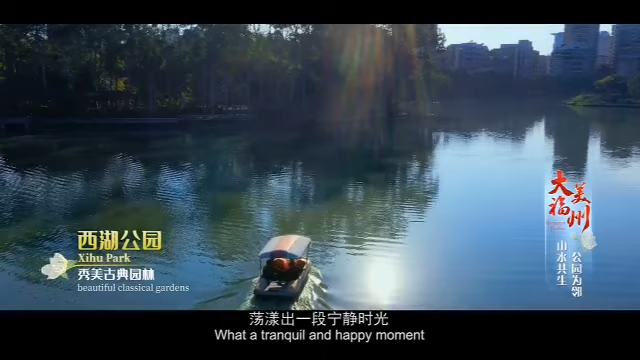 西湖公园
Xihu Park
秀美古典园林
beautiful classical gardens
大美福州
山水共生
公园为邻
荡漾出一段宁静时光
What a tranquil and happy moment